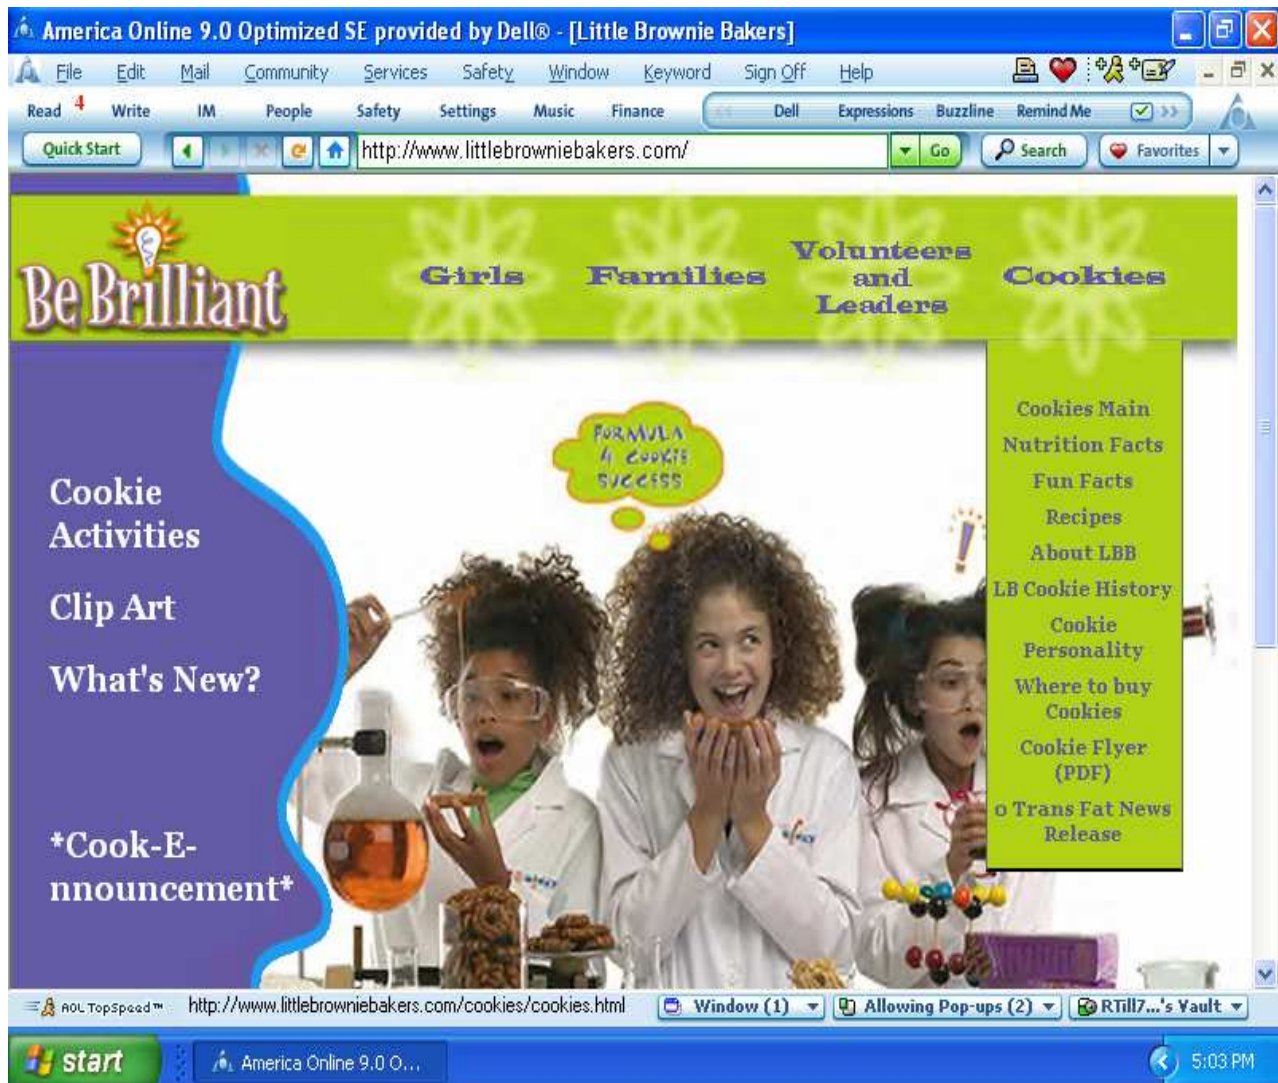 America Online 9.0 Optimized SE provided by Dell® - [Little Brownie Bakers]
File Edit Mail Community Services Safety Window Keyword Sign Off Help
Read 4 Write IM People Safety Settings Music Finance Dell Expressions Buzzline Remind Me
Quick Start http://www.littlebrowniebakers.com/ Go Search Favorites
Be Brilliant
Girls
Families
Volunteers
and
Leaders
Cookies
Cookies Main
Nutrition Facts
Fun Facts
Recipes
About LBB
LB Cookie History
Cookie
Personality
Where to buy
Cookies
Cookie Flyer
(PDF)
0 Trans Fat News
Release
FORMULA
4 COOKIE
SUCCESS
!
Cookie
Activities
Clip Art
What's New?
*Cook-E-
nnouncement*
AOL TopSpeed™ http://www.littlebrowniebakers.com/cookies/cookies.html Window (1) Allowing Pop-ups (2) RTill7...'s Vault
start America Online 9.0 O... 5:03 PM